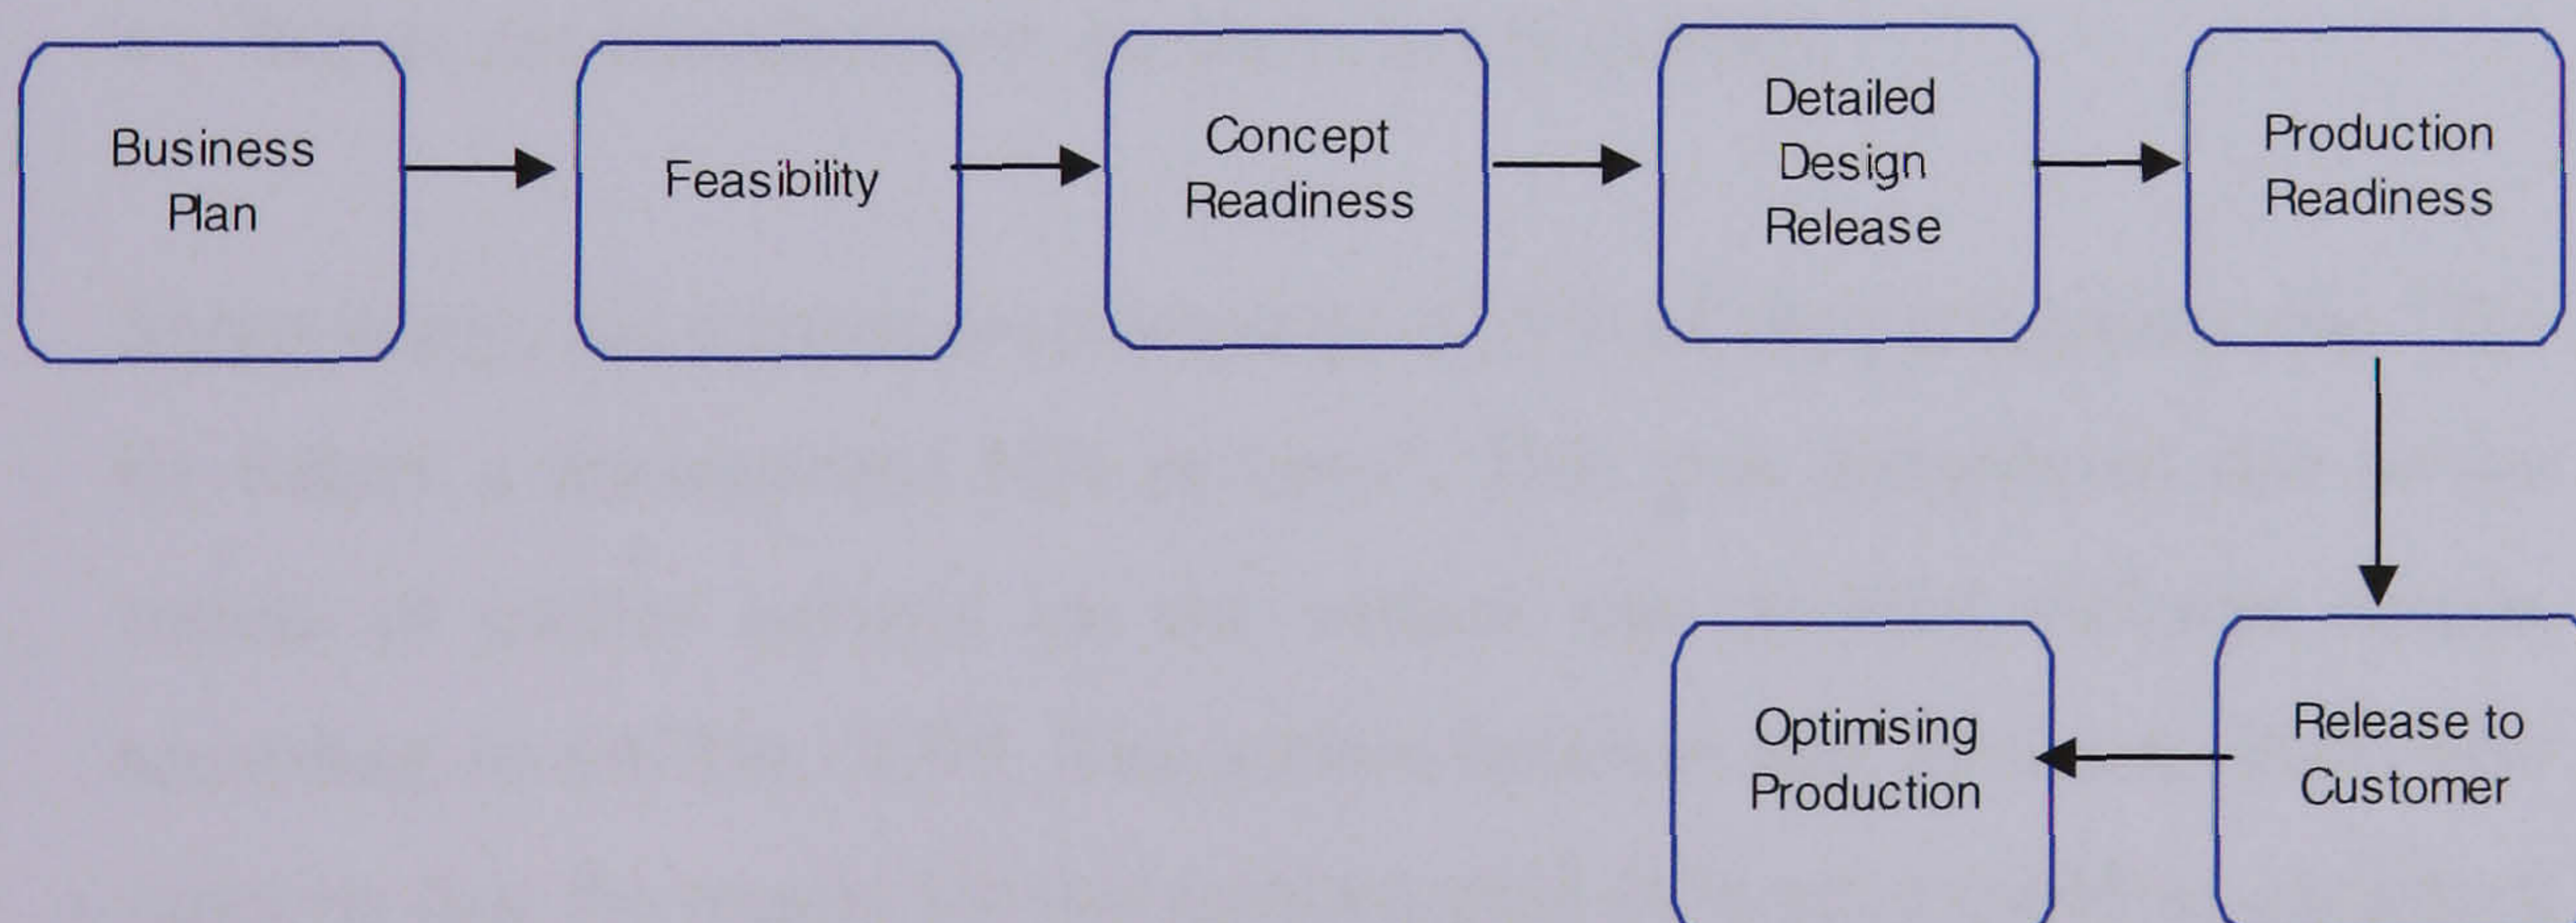 Business
Plan
Feasibility
Concept
Readiness
Detailed
Design
Release
Production
Readiness
Release to
Customer
Optimising
Production